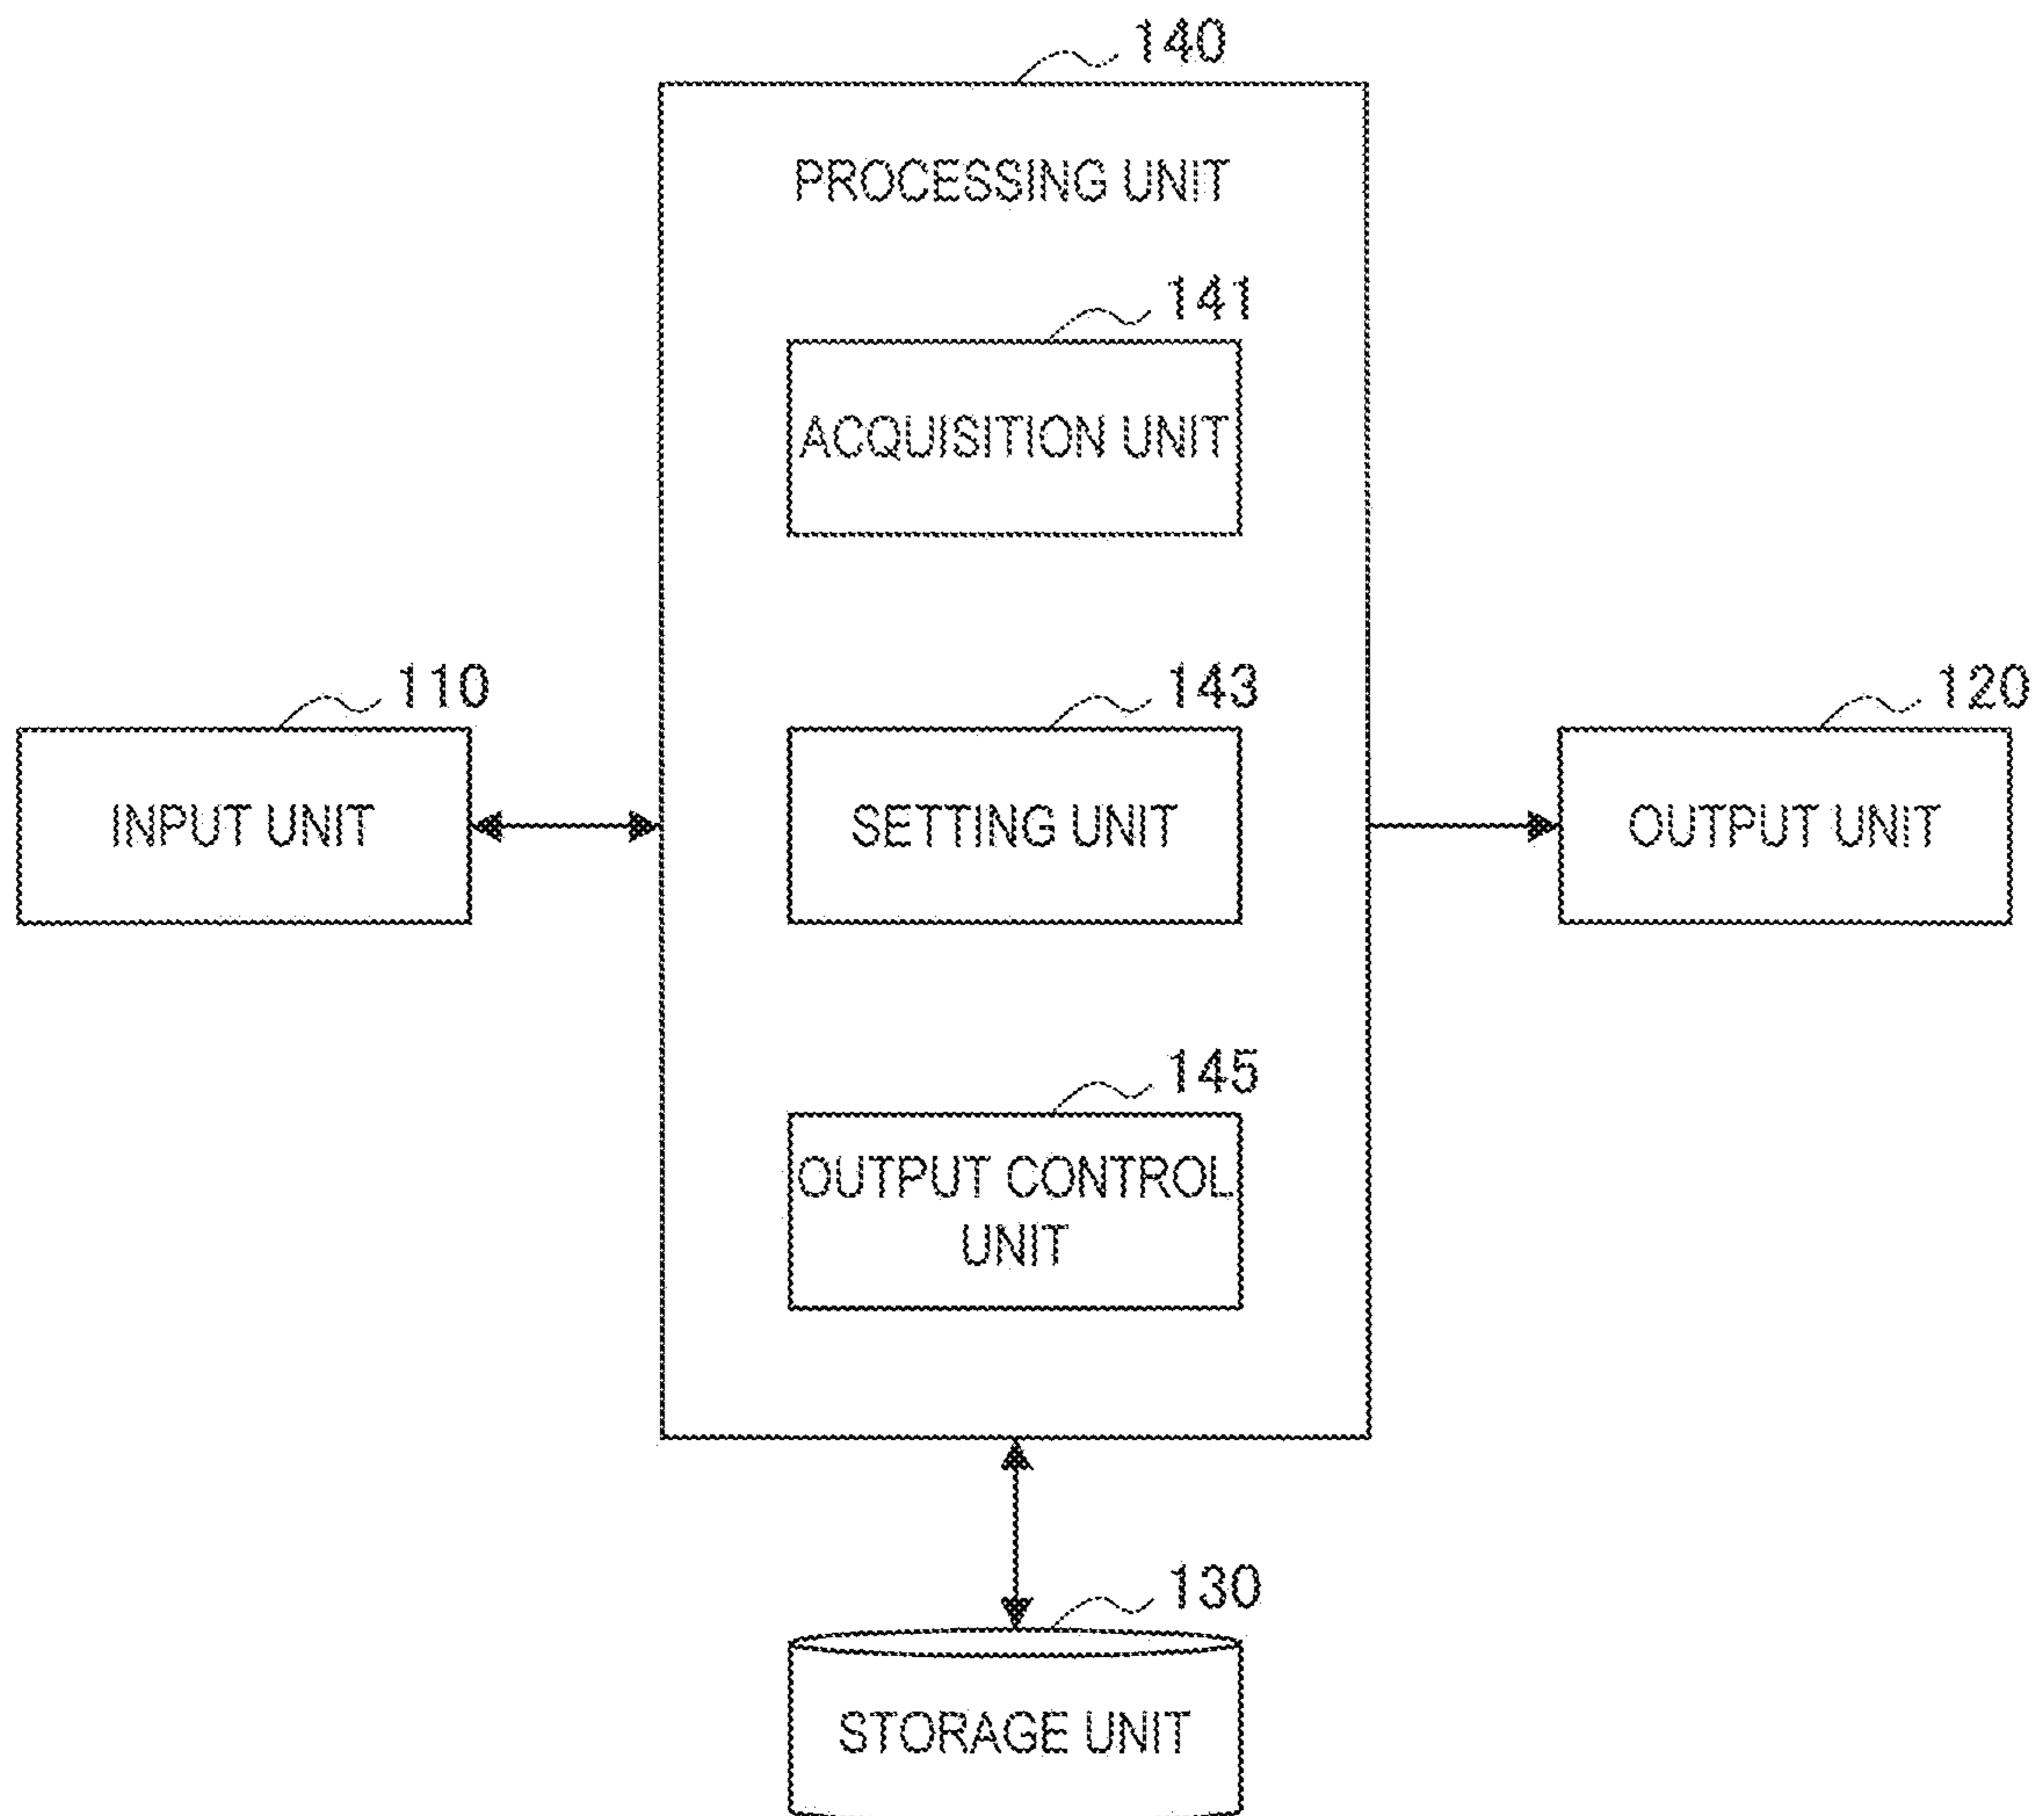 140
PROCESSING UNIT
141
ACQUISITION UNIT
110
143
120
INPUT UNIT
SETTING UNIT
OUTPUT UNIT
145
OUTPUT CONTROL
UNIT
130
STORAGE UNIT